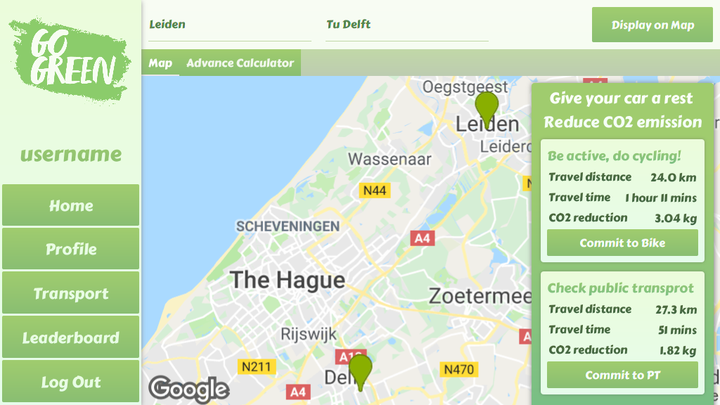 GO
GREEN
username
Home
Profile
Transport
Leaderboard
Log Out
Leiden
Tu Delft
Display on Map
Map
Advance Calculator
Oegstgeest
Leiden
Wassenaar
N44
SCHEVENINGEN
A4
The Hague
Rijswijk
N211
A13
A4
N470
Google
Give your car a rest
Reduce CO2 emission
Be active, do cycling!
Travel distance 24.0 km
Travel time 1 hour 11 mins
CO2 reduction 3.04 kg
Commit to Bike
Check public transprot
Travel distance 27.3 km
Travel time 51 mins
CO2 reduction 1.82 kg
Commit to PT